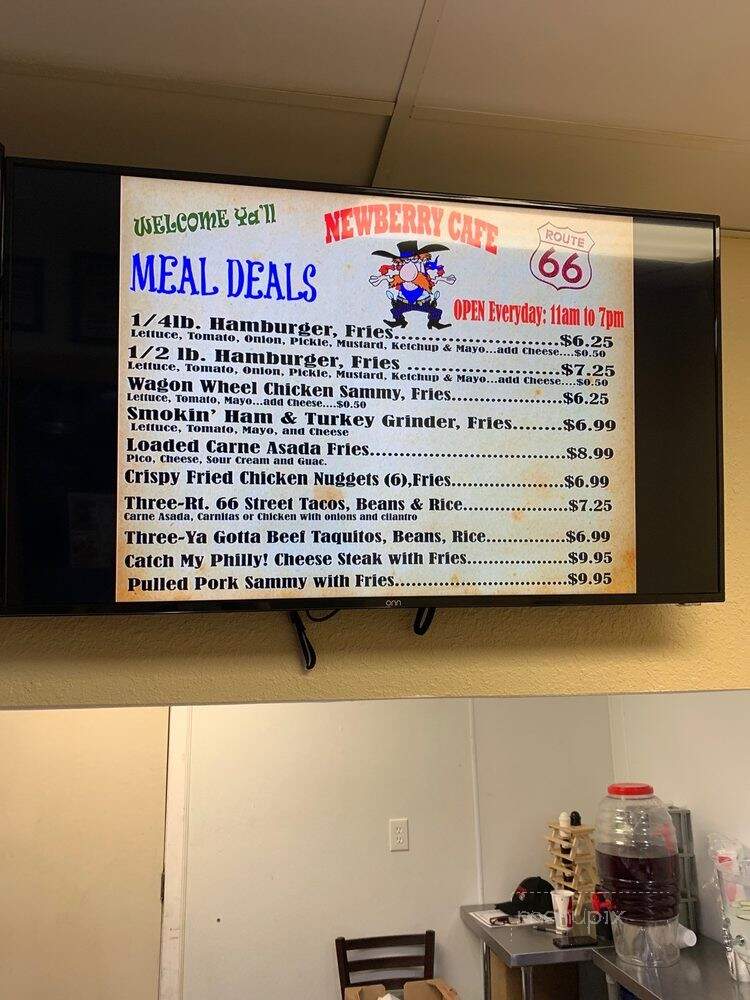 WELCOME Ya'll
NEWBERRY CAFE
ROUTE
66
MEAL DEALS
OPEN Everyday: 11am to 7pm
1/4lb. Hamburger, Fries.....................$6.25
Lettuce, Tomato, Onion, Pickle, Mustard, Ketchup & Mayo...add Cheese....$0.50
1/2 lb. Hamburger, Fries ....................$7.25
Lettuce, Tomato, Onion, Pickle, Mustard, Ketchup & Mayo...add Cheese....$0.50
Wagon Wheel Chicken Sammy, Fries...................$6.25
Lettuce, Tomato, Mayo...add Cheese....$0.50
Smokin' Ham & Turkey Grinder, Fries.......$6.99
Lettuce, Tomato, Mayo, and Cheese
Loaded Carne Asada Fries..............................$8.99
Pico, Cheese, Sour Cream and Guac.
Crispy Fried Chicken Nuggets (6),Fries..................$6.99
Three-Rt. 66 Street Tacos, Beans & Rice.................$7.25
Carne Asada, Carnitas or Chicken with onions and cilantro
Three-Ya Gotta Beef Taquitos, Beans, Rice.............$6.99
Catch My Philly! Cheese Steak with Fries.................$9.95
Pulled Pork Sammy with Fries.............................$9.95
onn